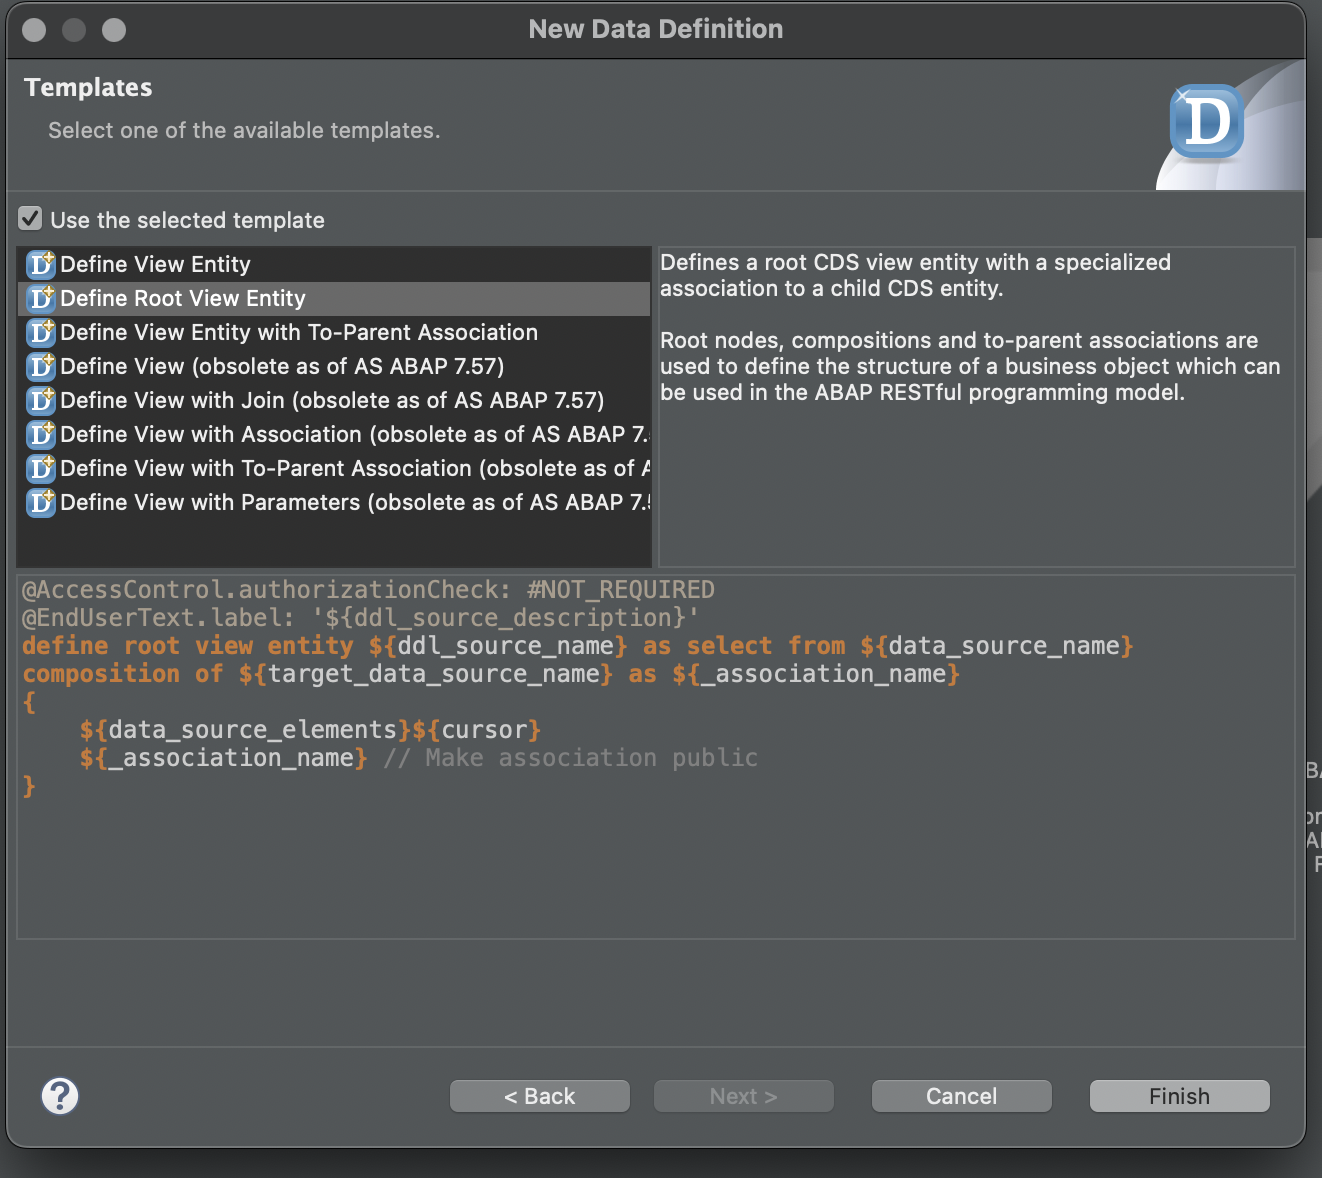 New Data Definition
Templates
Select one of the available templates.
D
Use the selected template
Define View Entity
Define Root View Entity
Define View Entity with To-Parent Association
Define View (obsolete as of AS ABAP 7.57)
Define View with Join (obsolete as of AS ABAP 7.57)
Define View with Association (obsolete as of AS ABAP 7.
Define View with To-Parent Association (obsolete as of
Define View with Parameters (obsolete as of AS ABAP 7.
Defines a root CDS view entity with a specialized
association to a child CDS entity.
Root nodes, compositions and to-parent associations are
used to define the structure of a business object which can
be used in the ABAP RESTful programming model.
@AccessControl.authorizationCheck: #NOT_REQUIRED
@EndUserText.label: '${ddl_source_description}'
define root view entity ${ddl_source_name} as select from ${data_source_name}
composition of ${target_data_source_name} as ${_association_name}
{
    ${data_source_elements}${cursor}
    ${_association_name} // Make association public
}
?
< Back
Next >
Cancel
Finish